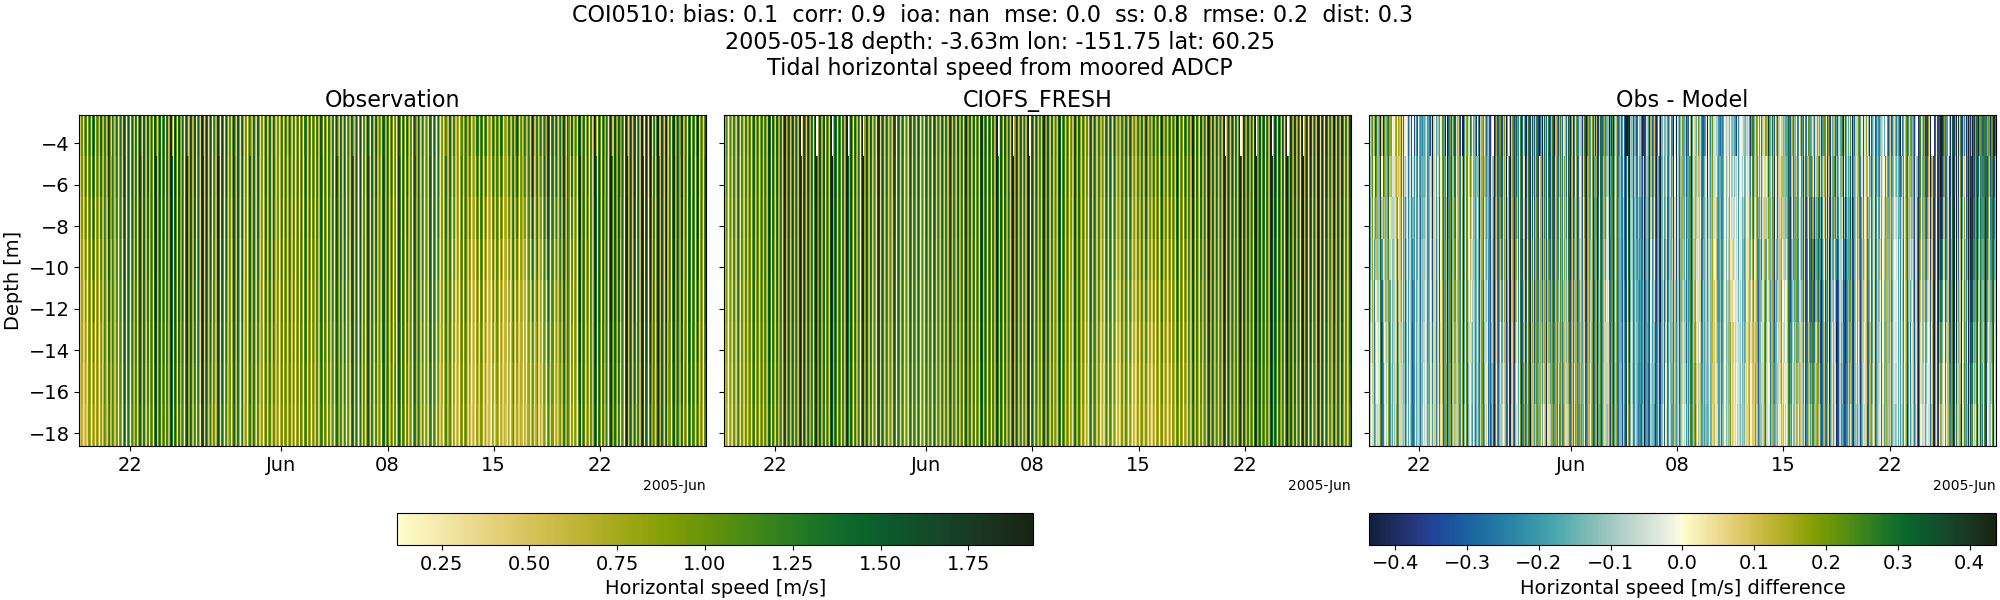 COI0510: bias: 0.1 corr: 0.9 ioa: nan mse: 0.0 ss: 0.8 rmse: 0.2 dist: 0.3
2005-05-18 depth: -3.63m lon: -151.75 lat: 60.25
Tidal horizontal speed from moored ADCP
Observation
CIOFS_FRESH
Obs - Model
Depth [m]
−4
−6
−8
−10
−12
−14
−16
−18
22 Jun 08 15 22
2005-Jun
22 Jun 08 15 22
2005-Jun
22 Jun 08 15 22
2005-Jun
0.25 0.50 0.75 1.00 1.25 1.50 1.75
Horizontal speed [m/s]
−0.4 −0.3 −0.2 −0.1 0.0 0.1 0.2 0.3 0.4
Horizontal speed [m/s] difference